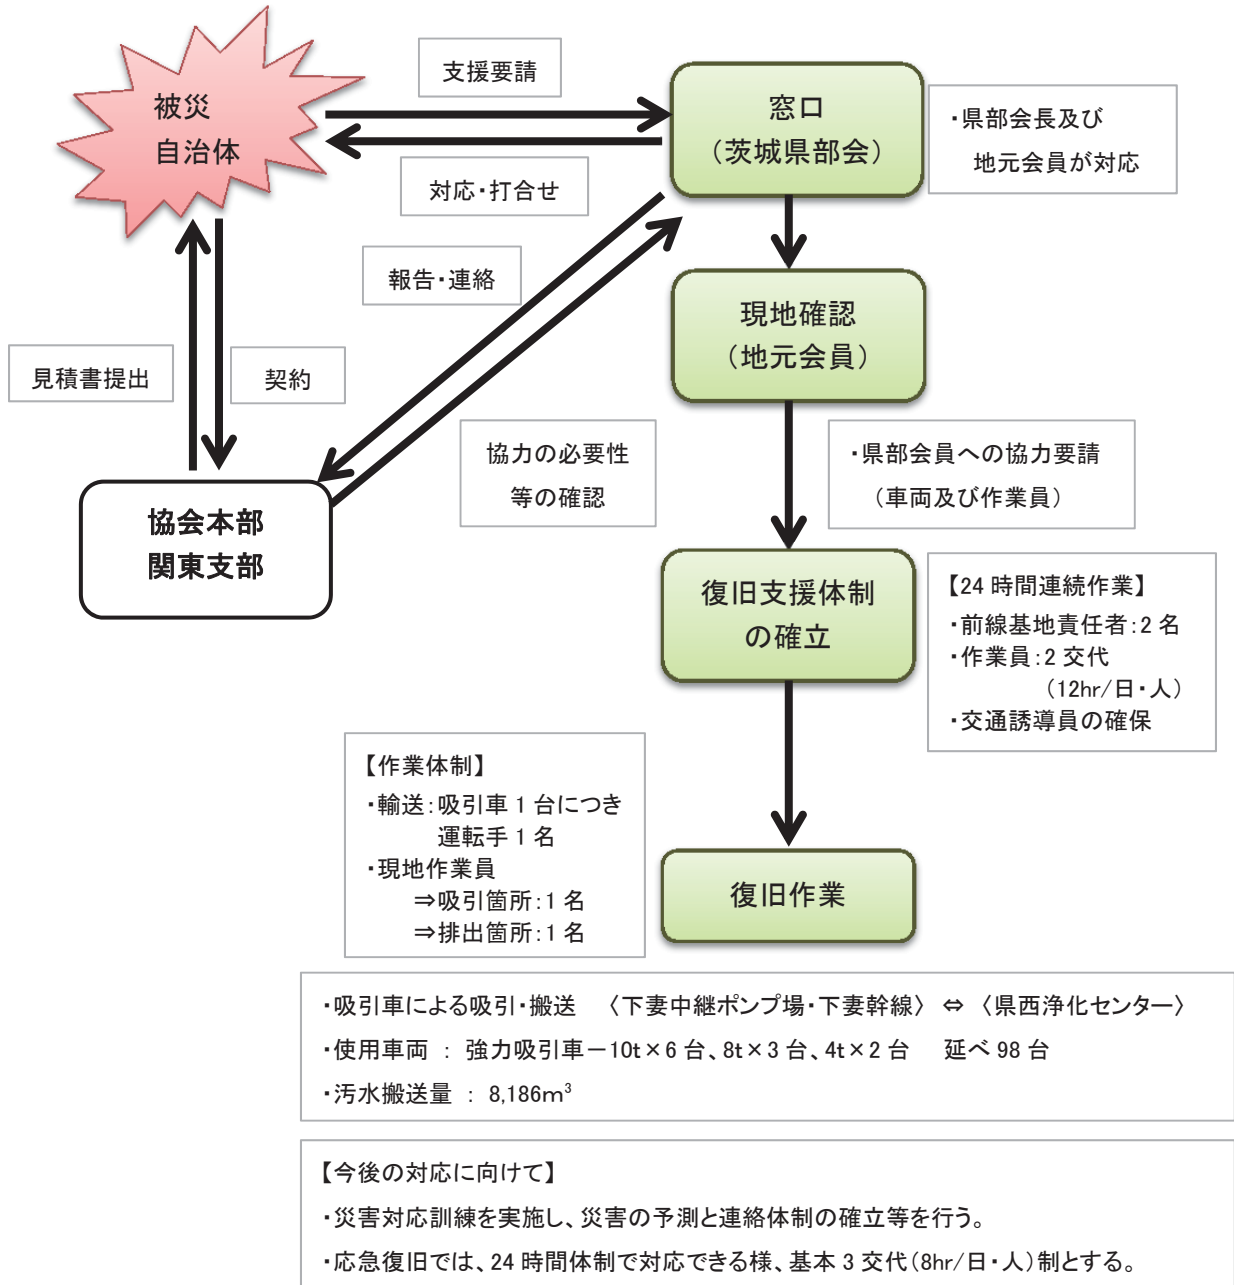 被災
自治体
支援要請
対応・打合せ
窓口
（茨城県部会）
・県部会長及び
地元会員が対応
報告・連絡
現地確認
（地元会員）
見積書提出
契約
協力の必要性
等の確認
・県部会員への協力要請
（車両及び作業員）
協会本部
関東支部
復旧支援体制
の確立
【24 時間連続作業】
・前線基地責任者：2 名
・作業員：2 交代
（12hr/日・人）
・交通誘導員の確保
【作業体制】
・輸送：吸引車 1 台につき
運転手 1 名
・現地作業員
⇒吸引箇所：1 名
⇒排出箇所：1 名
復旧作業
・吸引車による吸引・搬送　〈下妻中継ポンプ場・下妻幹線〉 ⇔ 〈県西浄化センター〉
・使用車両 ： 強力吸引車－10t×6 台、8t×3 台、4t×2 台　延べ 98 台
・汚水搬送量 ： 8,186m³
【今後の対応に向けて】
・災害対応訓練を実施し、災害の予測と連絡体制の確立等を行う。
・応急復旧では、24 時間体制で対応できる様、基本 3 交代（8hr/日・人）制とする。